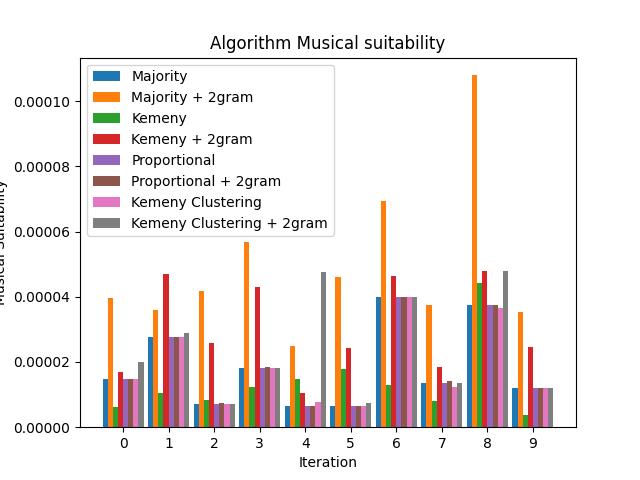 Algorithm Musical suitability
Musical Suitability
0.00010
0.00008
0.00006
0.00004
0.00002
0.00000
Majority
Majority + 2gram
Kemeny
Kemeny + 2gram
Proportional
Proportional + 2gram
Kemeny Clustering
Kemeny Clustering + 2gram
0 1 2 3 4 5 6 7 8 9
Iteration